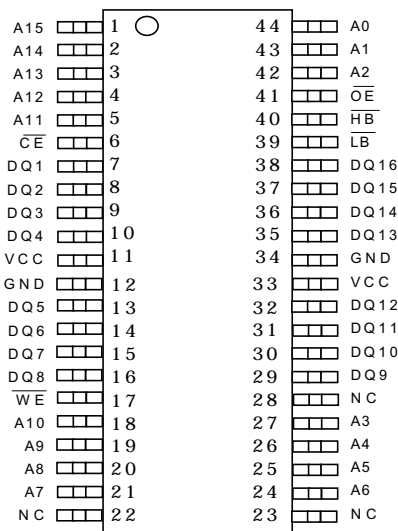 A15 1 44 A0
A14 2 43 A1
A13 3 42 A2
A12 4 41 OE
A11 5 40 HB
CE 6 39 LB
DQ1 7 38 DQ16
DQ2 8 37 DQ15
DQ3 9 36 DQ14
DQ4 10 35 DQ13
VCC 11 34 GND
GND 12 33 VCC
DQ5 13 32 DQ12
DQ6 14 31 DQ11
DQ7 15 30 DQ10
DQ8 16 29 DQ9
WE 17 28 NC
A10 18 27 A3
A9 19 26 A4
A8 20 25 A5
A7 21 24 A6
NC 22 23 NC